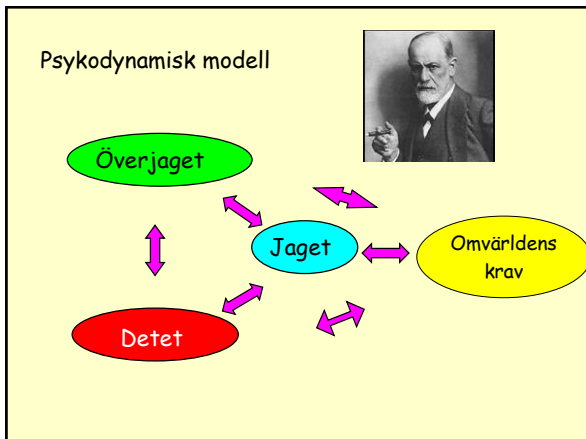 Psykodynamisk modell
Överjaget
Jaget
Omvärldens
krav
Detet